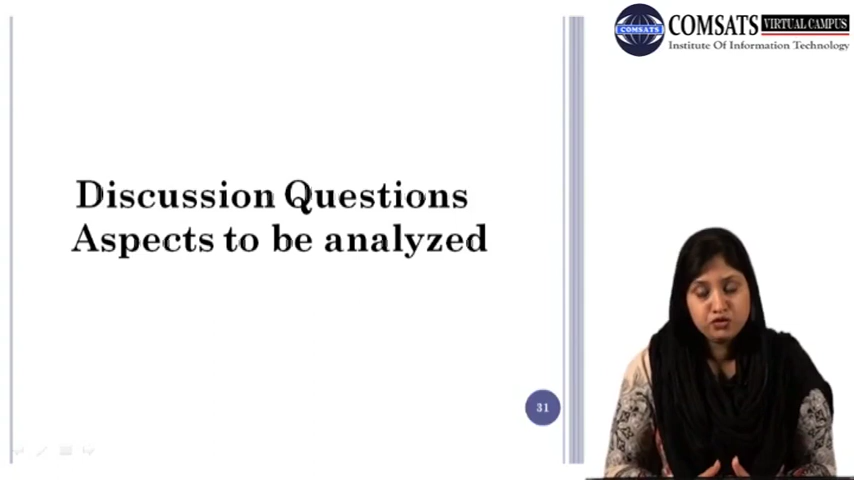 COMSATS VIRTUAL CAMPUS
COMSATS
Institute Of Information Technology
Discussion Questions
Aspects to be analyzed
31